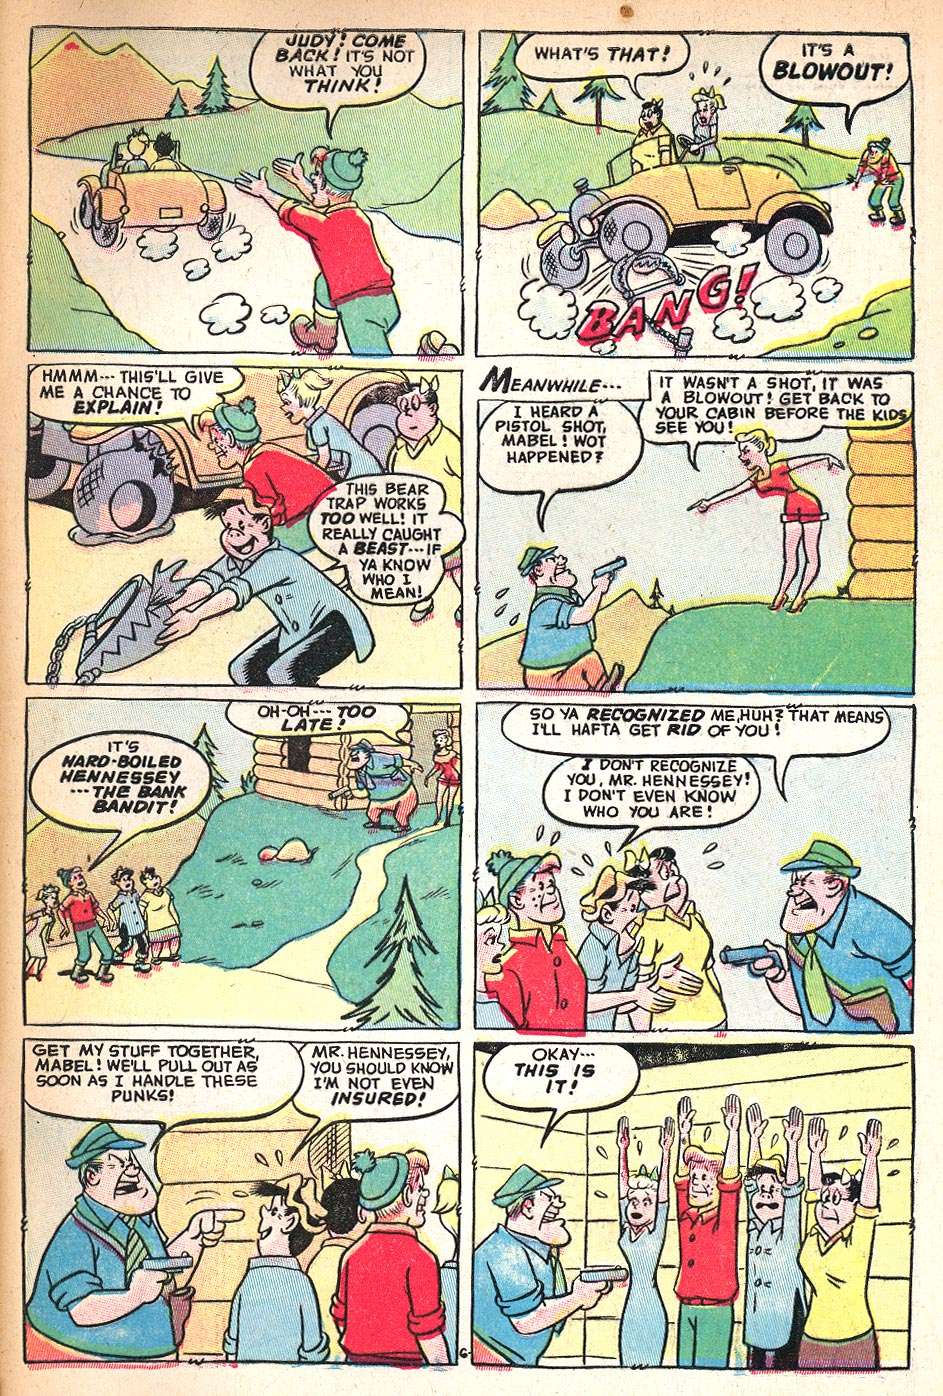 JUDY! COME
BACK! IT'S NOT
WHAT YOU
THINK!
WHAT'S THAT!
IT'S A
BLOWOUT!
BANG!
HMMM--- THIS'LL GIVE
ME A CHANCE TO
EXPLAIN!
THIS BEAR
TRAP WORKS
TOO WELL! IT
REALLY CAUGHT
A BEAST---IF
YA KNOW
WHO I
MEAN!
MEANWHILE---
I HEARD A
PISTOL SHOT,
MABEL! WOT
HAPPENED?
IT WASN'T A SHOT, IT WAS
A BLOWOUT! GET BACK TO
YOUR CABIN BEFORE THE KIDS
SEE YOU!
IT'S
HARD-BOILED
HENNESSEY
---THE BANK
BANDIT!
OH-OH---TOO
LATE!
SO YA RECOGNIZED ME, HUH? THAT MEANS
I'LL HAFTA GET RID OF YOU!
I DON'T RECOGNIZE
YOU, MR. HENNESSEY!
I DON'T EVEN KNOW
WHO YOU ARE!
GET MY STUFF TOGETHER,
MABEL! WE'LL PULL OUT AS
SOON AS I HANDLE THESE
PUNKS!
MR. HENNESSEY,
YOU SHOULD KNOW
I'M NOT EVEN
INSURED!
OKAY---
THIS IS
IT!
6